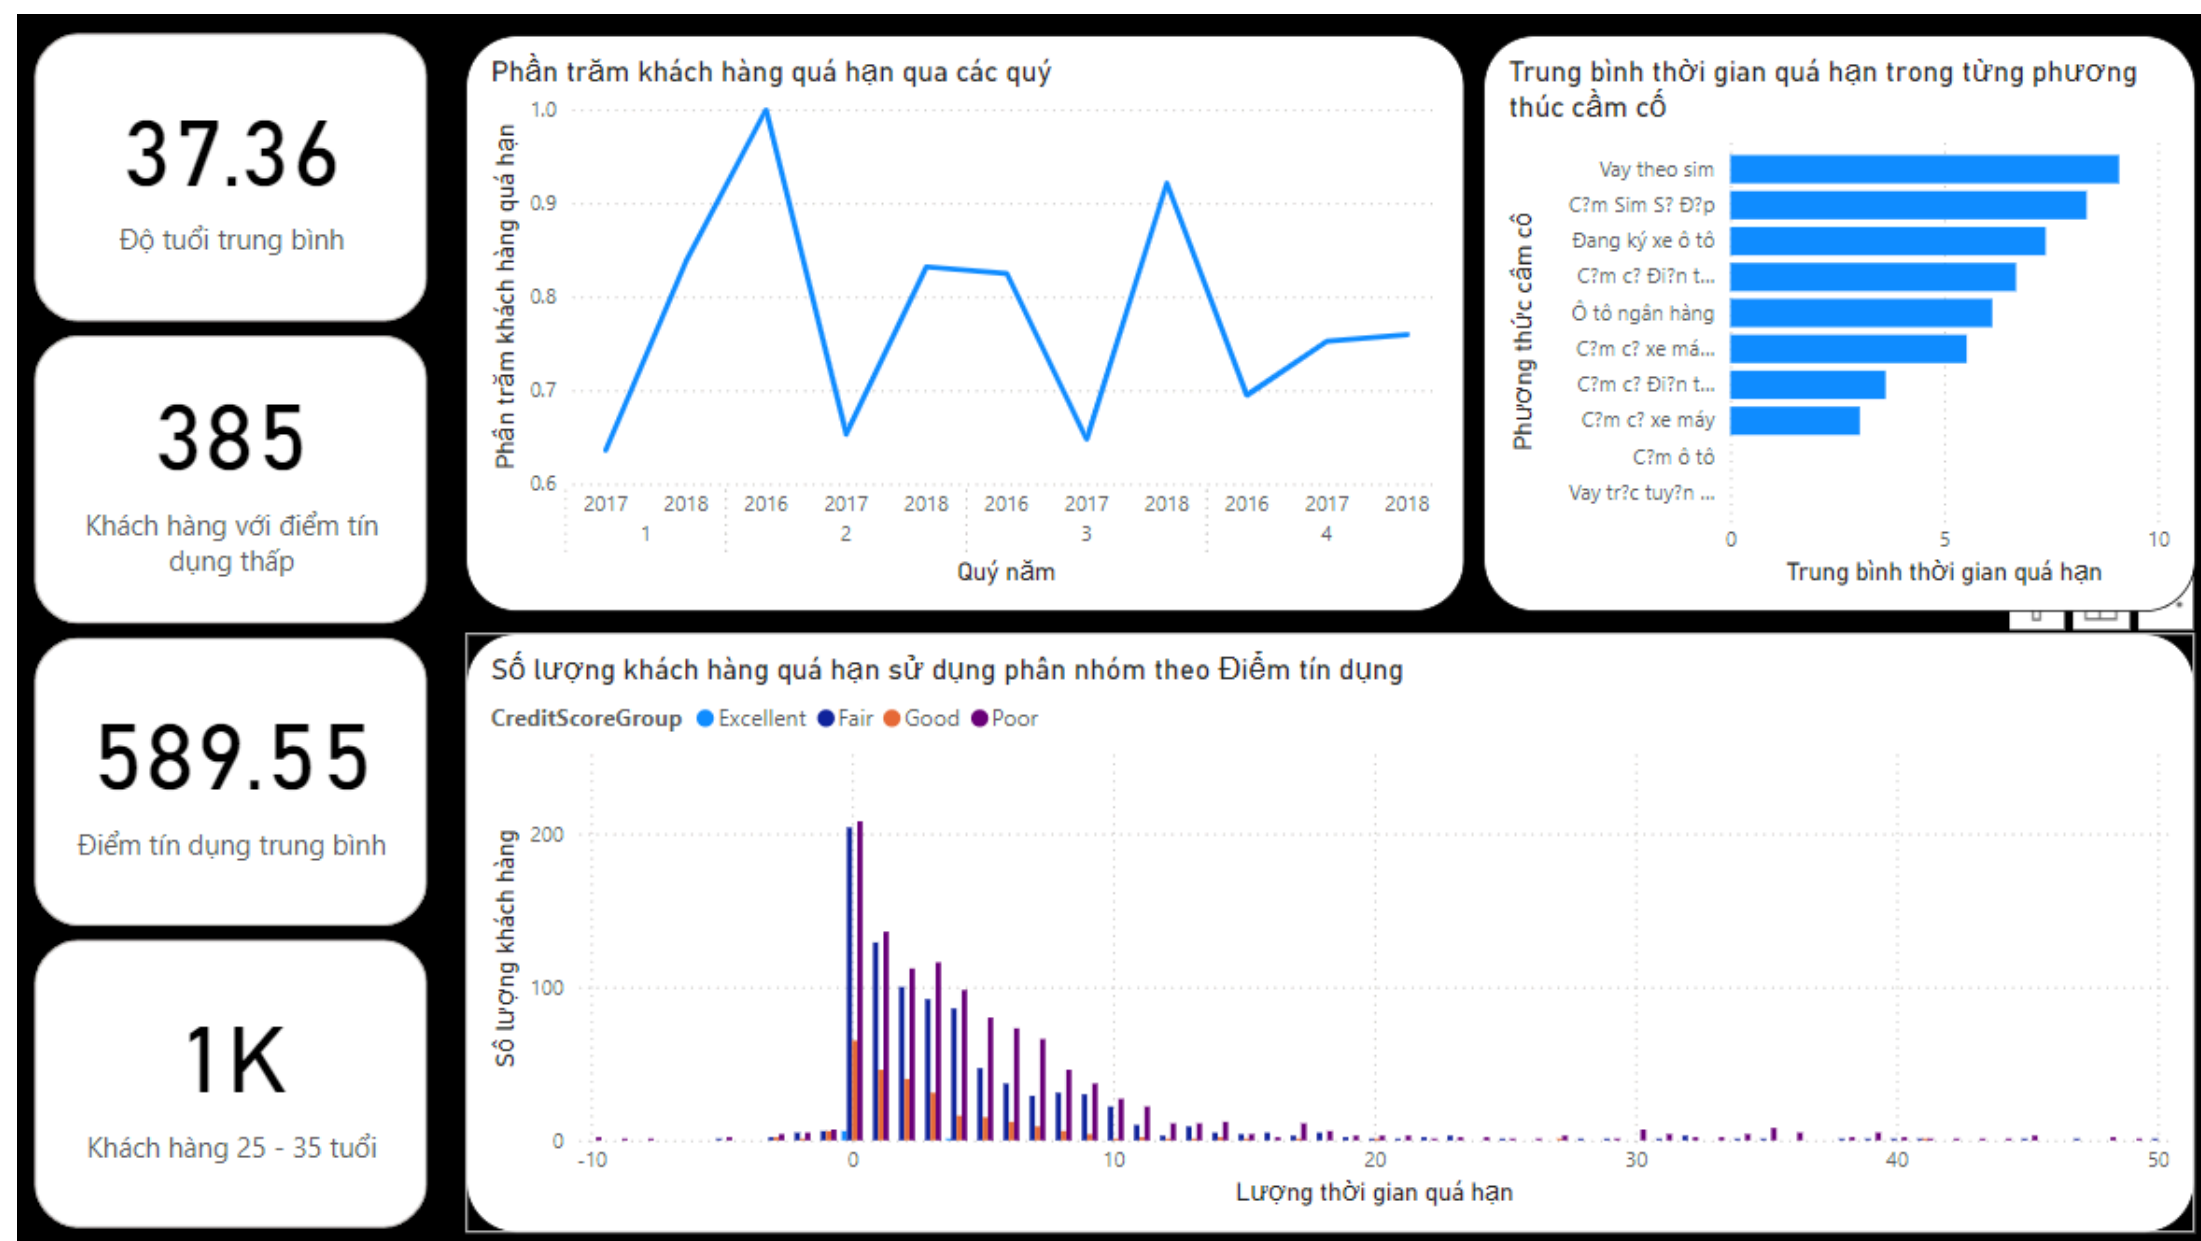 37.36
Độ tuổi trung bình
385
Khách hàng với điểm tín
dụng thấp
589.55
Điểm tín dụng trung bình
1K
Khách hàng 25 - 35 tuổi
Phần trăm khách hàng quá hạn qua các quý
Phần trăm khách hàng quá hạn
1.0
0.9
0.8
0.7
0.6
2017 2018 2016 2017 2018 2016 2017 2018 2016 2017 2018
1 2 3 4
Quý năm
Trung bình thời gian quá hạn trong từng phương
thúc cầm cố
Phương thức cầm cố
Vay theo sim
C?m Sim S? Đ?p
Đang ký xe ô tô
C?m c? Đi?n t...
Ô tô ngân hàng
C?m c? xe má...
C?m c? Đi?n t...
C?m c? xe máy
C?m ô tô
Vay tr?c tuy?n ...
0 5 10
Trung bình thời gian quá hạn
Số lượng khách hàng quá hạn sử dụng phân nhóm theo Điểm tín dụng
CreditScoreGroup Excellent Fair Good Poor
Số lượng khách hàng
200
100
0
-10 0 10 20 30 40 50
Lượng thời gian quá hạn